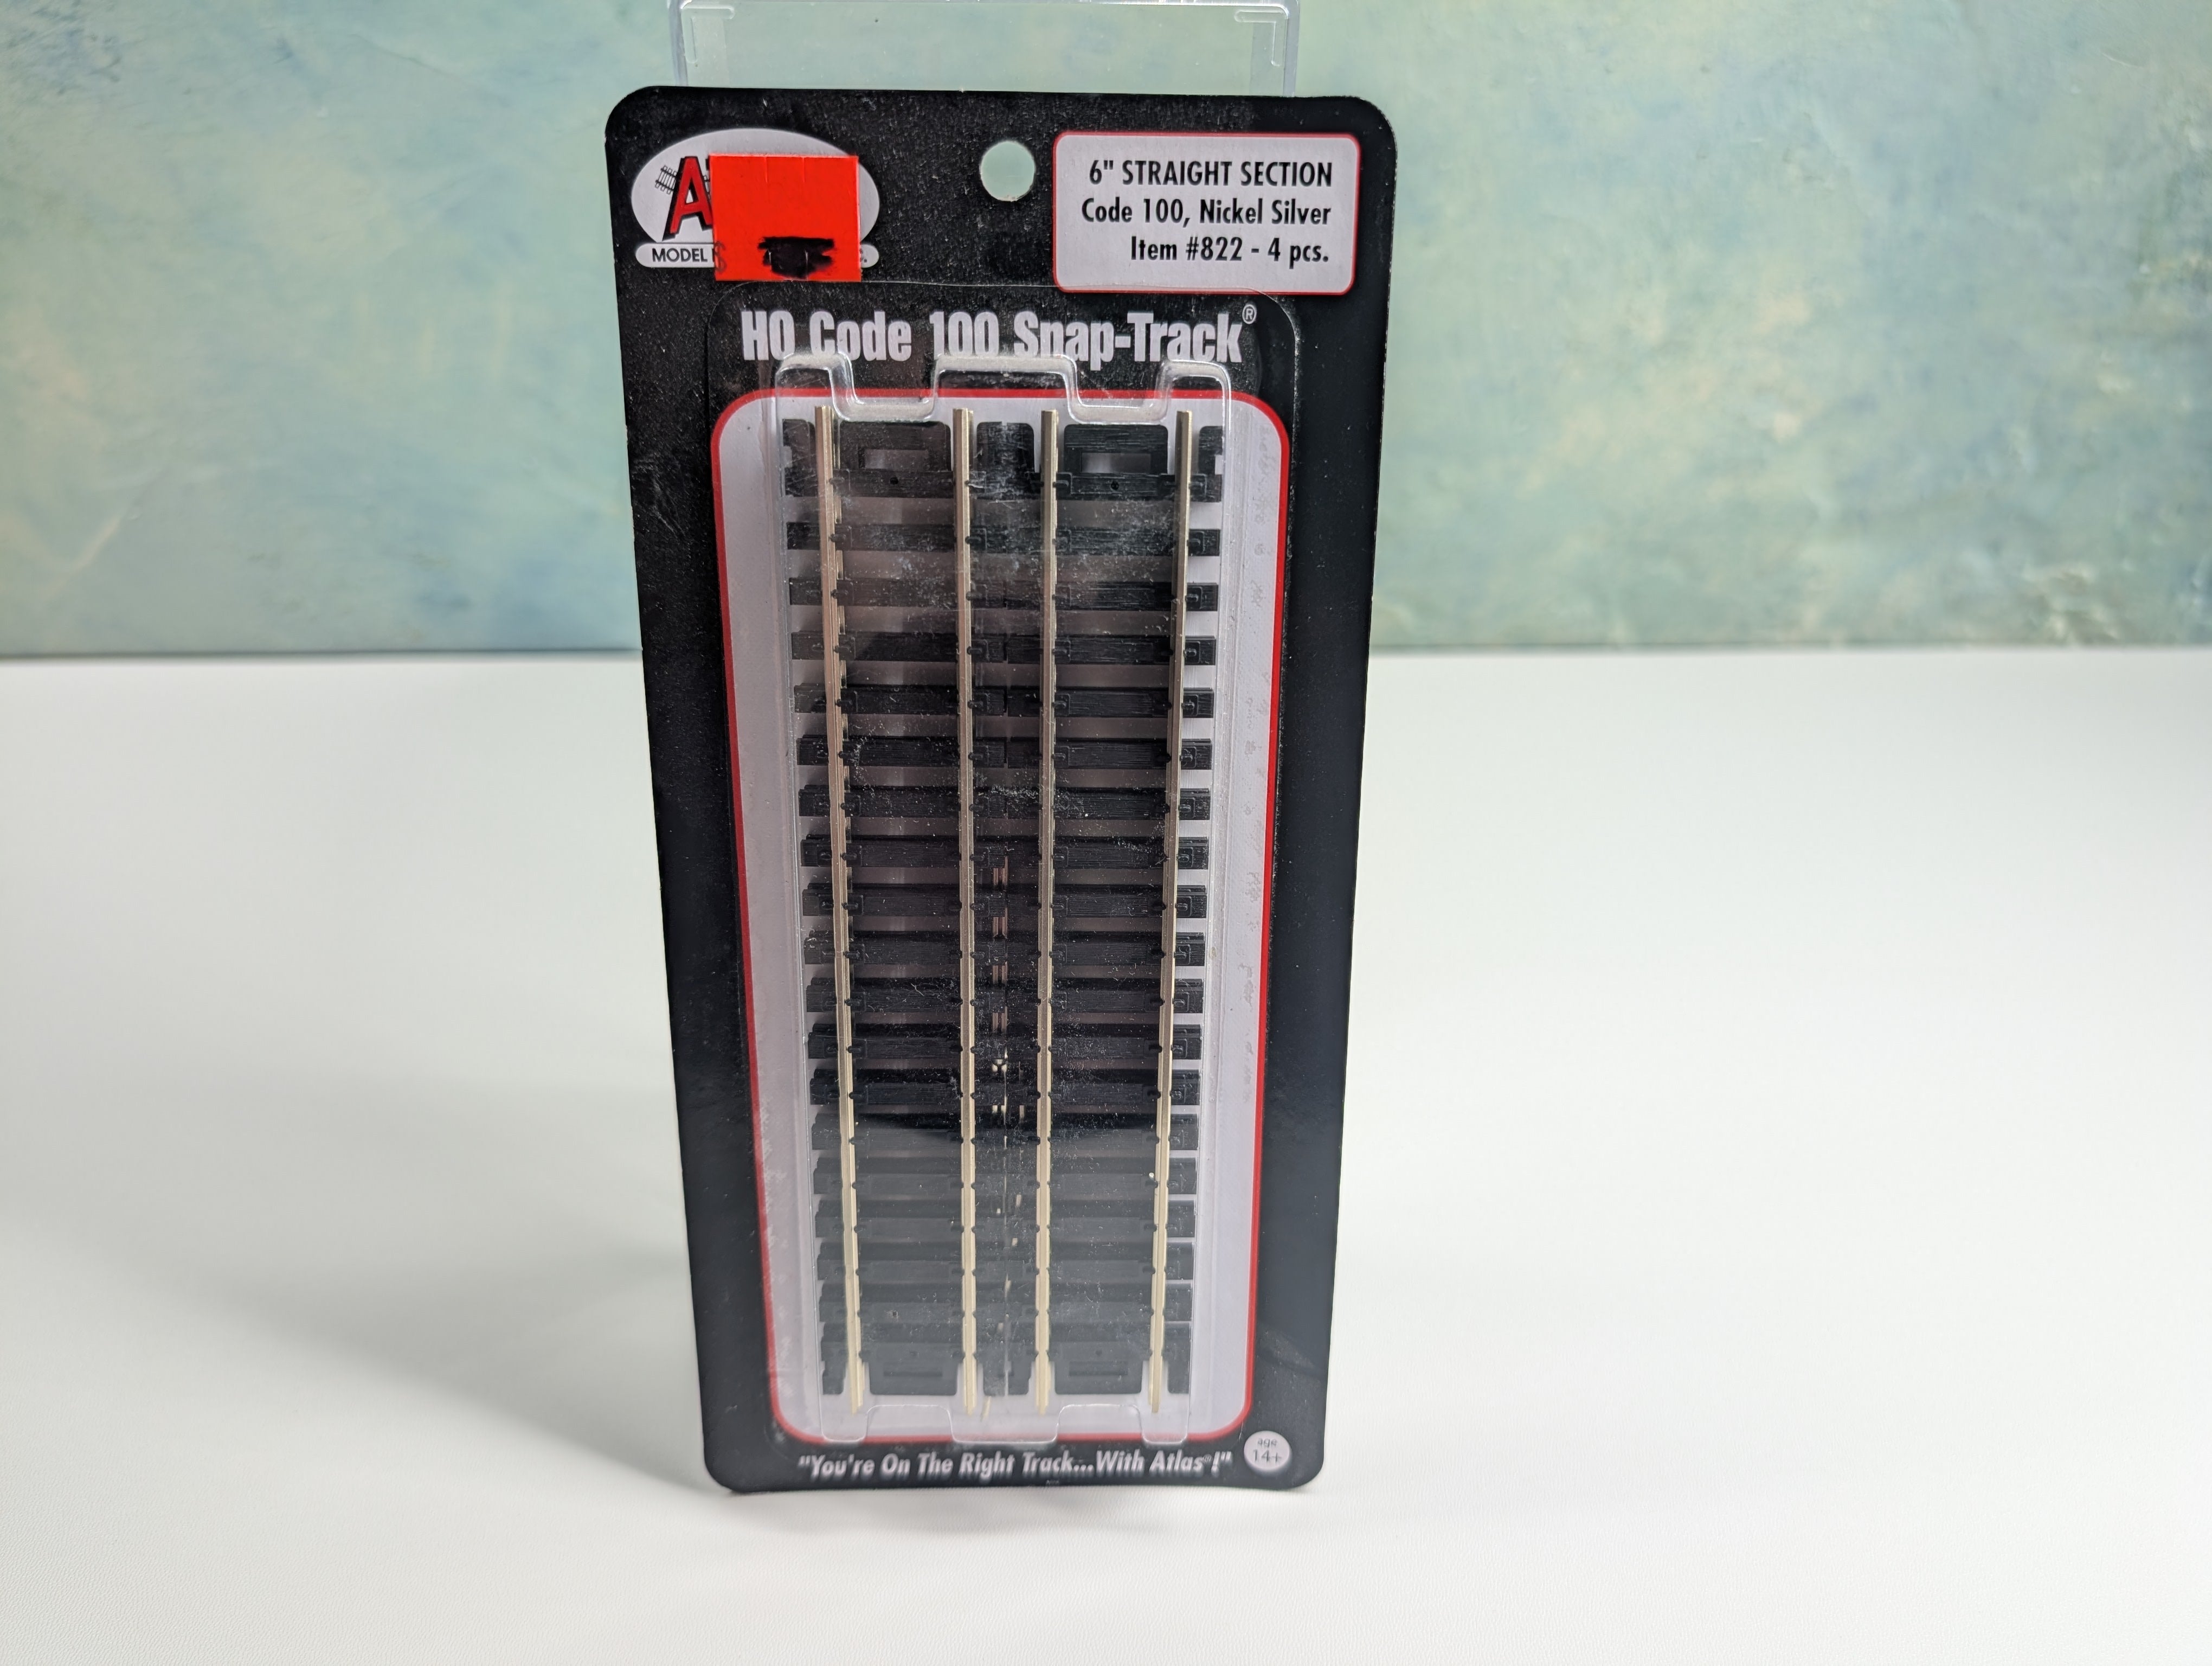 A
MODEL
$
6" STRAIGHT SECTION
Code 100, Nickel Silver
Item #822 - 4 pcs.
HO Code 100 Snap-Track®
"You're On The Right Track...With Atlas®!"
age
14+